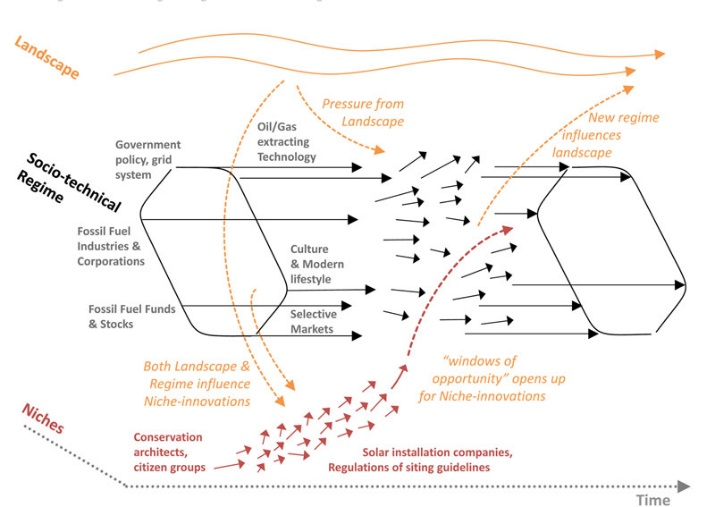 Landscape
Pressure from
Landscape
New regime
influences
landscape
Socio-technical
Regime
Government
policy, grid
system
Oil/Gas
extracting
Technology
Fossil Fuel
Industries &
Corporations
Culture
& Modern
lifestyle
Fossil Fuel Funds
& Stocks
Selective
Markets
Both Landscape &
Regime influence
Niche-innovations
"windows of
opportunity" opens up
for Niche-innovations
Niches
Conservation
architects,
citizen groups
Solar installation companies,
Regulations of siting guidelines
Time